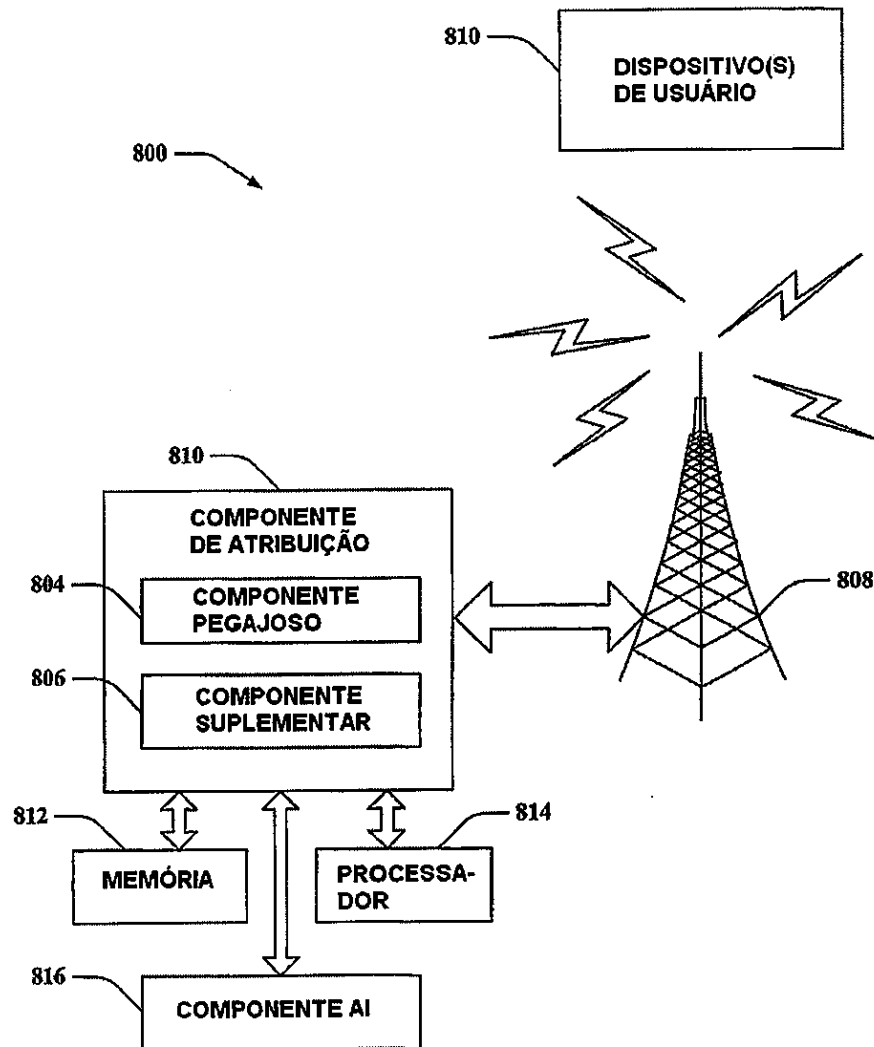 810
DISPOSITIVO(S)
DE USUÁRIO
800
810
COMPONENTE
DE ATRIBUIÇÃO
804
COMPONENTE
PEGAJOSO
808
806
COMPONENTE
SUPLEMENTAR
812
MEMÓRIA
814
PROCESSA-
DOR
816
COMPONENTE AI